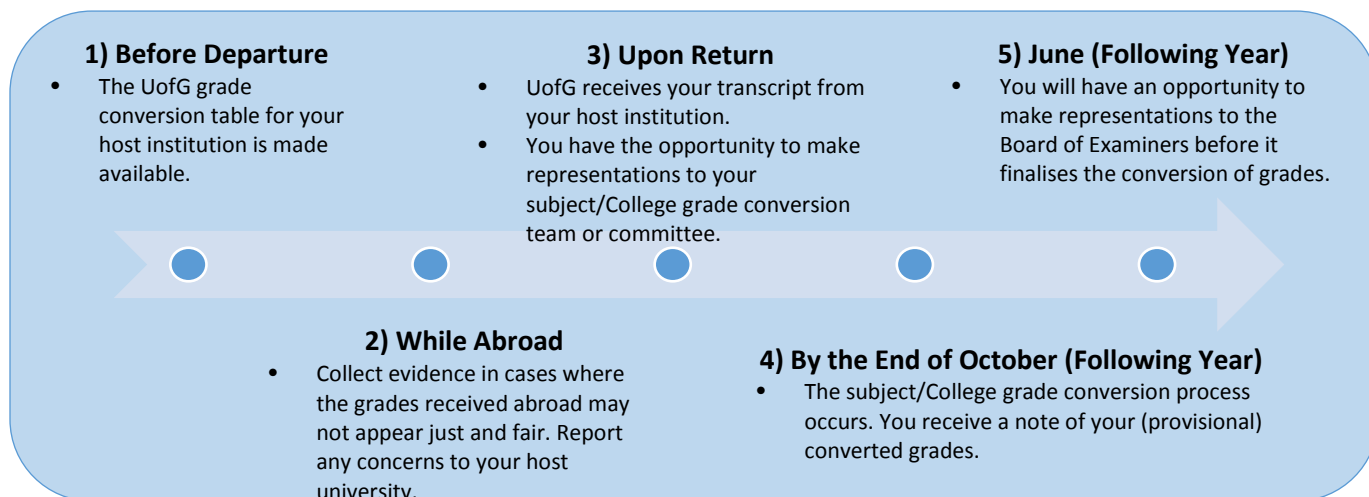 1) Before Departure
• The UofG grade
conversion table for your
host institution is made
available.
2) While Abroad
• Collect evidence in cases where
the grades received abroad may
not appear just and fair. Report
any concerns to your host
university.
3) Upon Return
• UofG receives your transcript from
your host institution.
• You have the opportunity to make
representations to your
subject/College grade conversion
team or committee.
4) By the End of October (Following Year)
• The subject/College grade conversion process
occurs. You receive a note of your (provisional)
converted grades.
5) June (Following Year)
• You will have an opportunity to
make representations to the
Board of Examiners before it
finalises the conversion of grades.